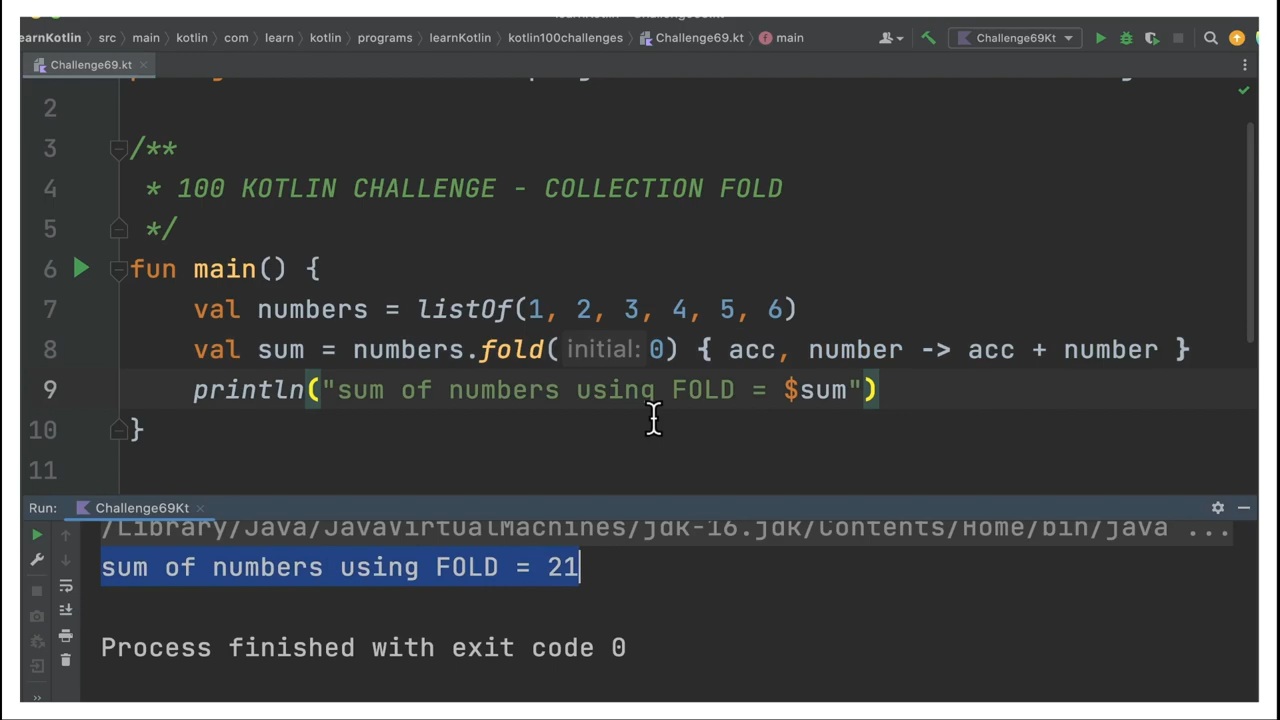 earnKotlin > src > main > kotlin > com > learn > kotlin > programs > learnKotlin > kotlin100challenges > Challenge69.kt > main Challenge69Kt
Challenge69.kt
2
3 /**
4 * 100 KOTLIN CHALLENGE - COLLECTION FOLD
5 */
6 fun main() {
7 val numbers = listOf(1, 2, 3, 4, 5, 6)
8 val sum = numbers.fold( initial: 0) { acc, number -> acc + number }
9 println("sum of numbers using FOLD = $sum")
10 }
11
Run: Challenge69Kt
/Library/Java/JavaVirtualMachines/jdk-16.jdk/Contents/Home/bin/java ...
sum of numbers using FOLD = 21
Process finished with exit code 0